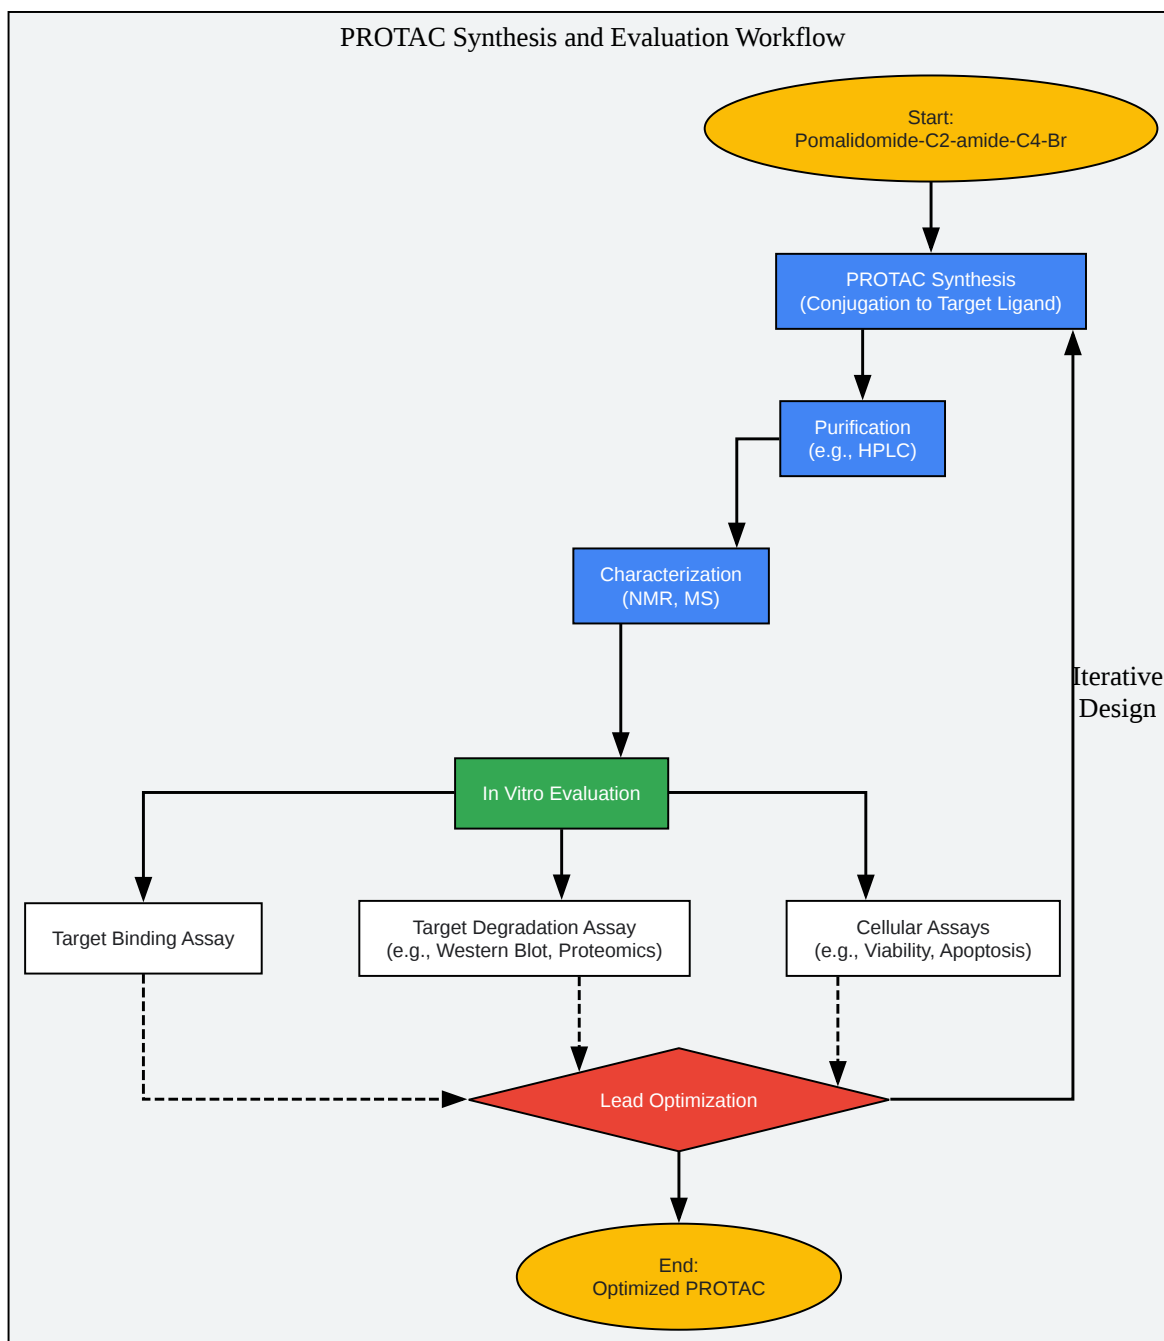 PROTAC Synthesis and Evaluation Workflow
Start:
Pomalidomide-C2-amide-C4-Br
PROTAC Synthesis
(Conjugation to Target Ligand)
Purification
(e.g., HPLC)
Characterization
(NMR, MS)
Iterative
Design
In Vitro Evaluation
Target Binding Assay
Target Degradation Assay
(e.g., Western Blot, Proteomics)
Cellular Assays
(e.g., Viability, Apoptosis)
Lead Optimization
End:
Optimized PROTAC